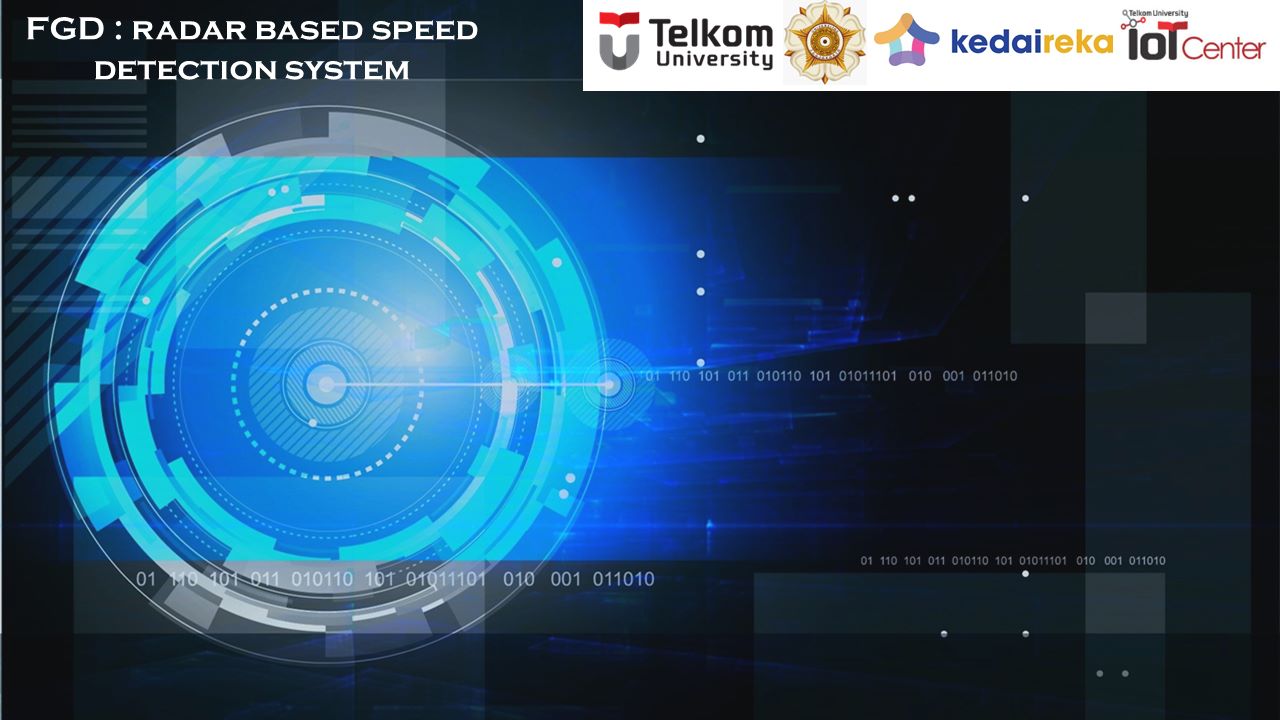 FGD : RADAR BASED SPEED
DETECTION SYSTEM
Telkom
University
kedaireka
Telkom University
IoT Center
01 110 101 011 010110 101 01011101 010 001 011010
01 110 101 011 010110 101 01011101 010 001 011010
01 110 101 011 010110 101 01011101 010 001 011010